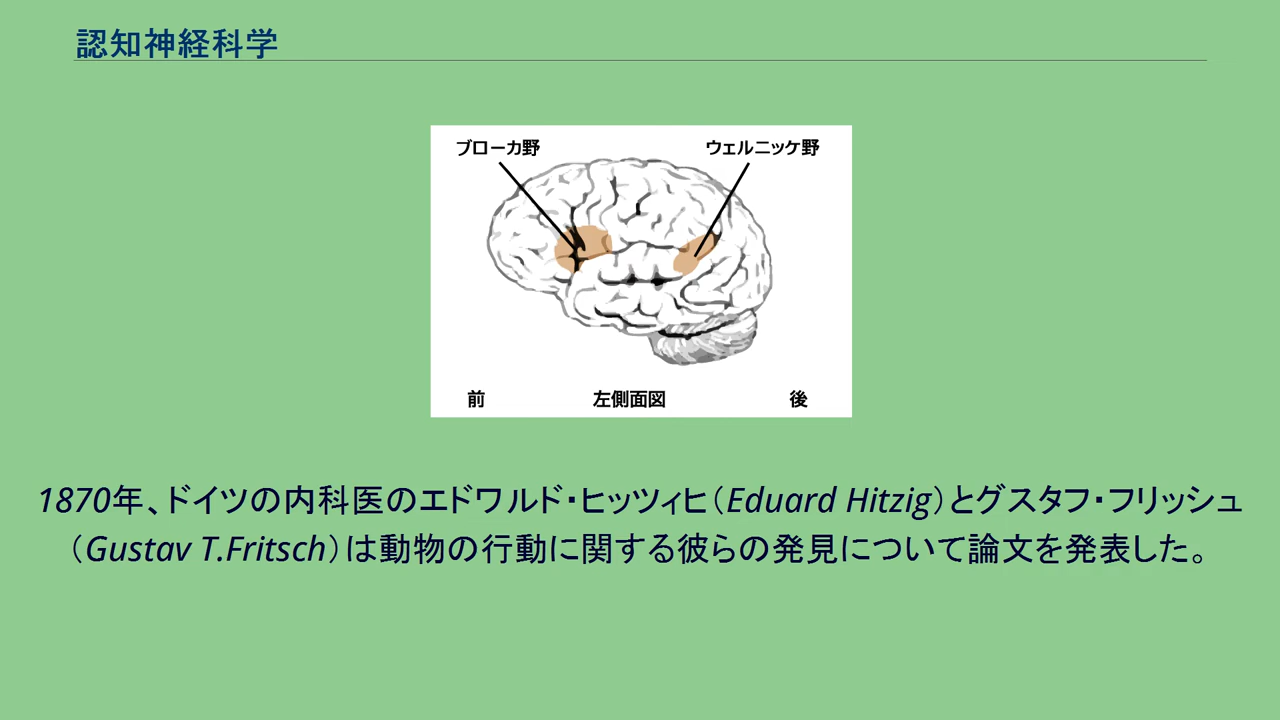 認知神経科学
ブローカ野
ウェルニッケ野
前
左側面図
後
1870年、ドイツの内科医のエドワルド・ヒッツィヒ（Eduard Hitzig）とグスタフ・フリッシュ
（Gustav T.Fritsch）は動物の行動に関する彼らの発見について論文を発表した。